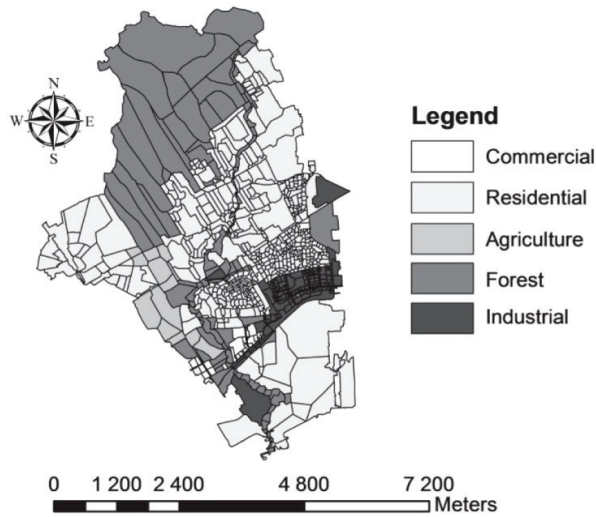 N
W E
S
Legend
Commercial
Residential
Agriculture
Forest
Industrial
0 1 200 2 400 4 800 7 200
Meters